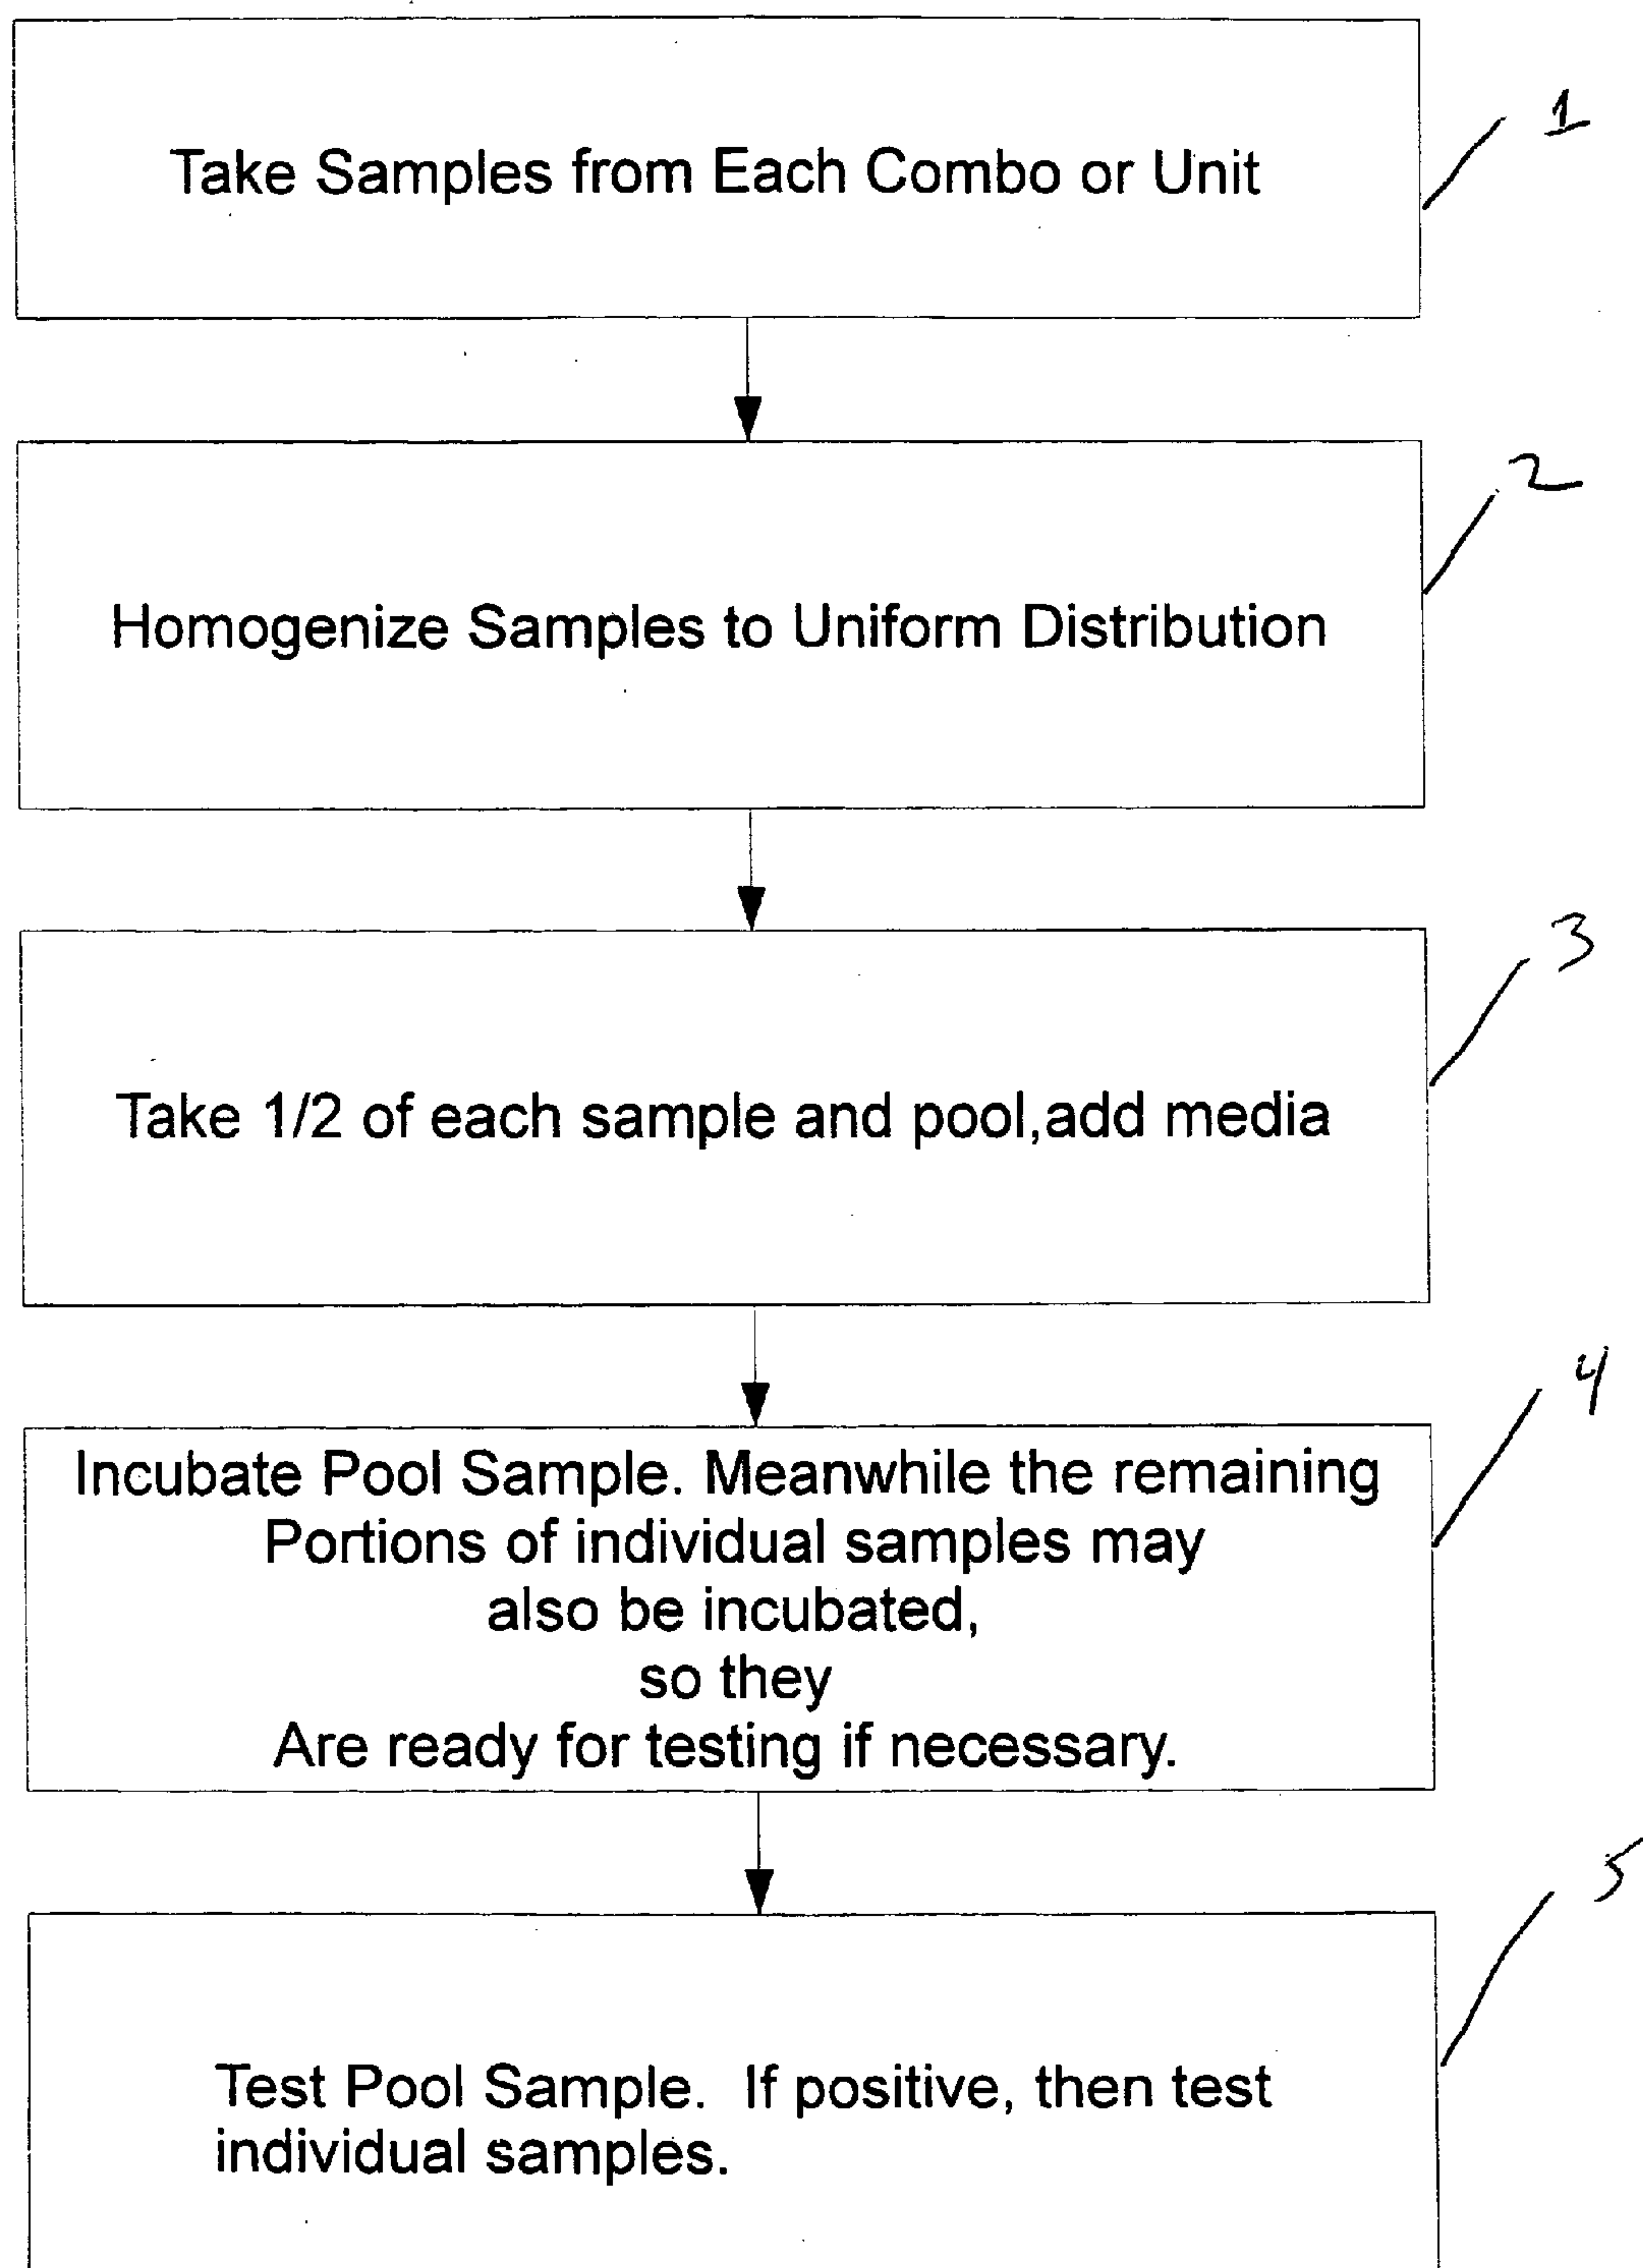 Take Samples from Each Combo or Unit
1
Homogenize Samples to Uniform Distribution
2
Take 1/2 of each sample and pool,add media
3
Incubate Pool Sample. Meanwhile the remaining
Portions of individual samples may
also be incubated,
so they
Are ready for testing if necessary.
4
Test Pool Sample. If positive, then test
individual samples.
5